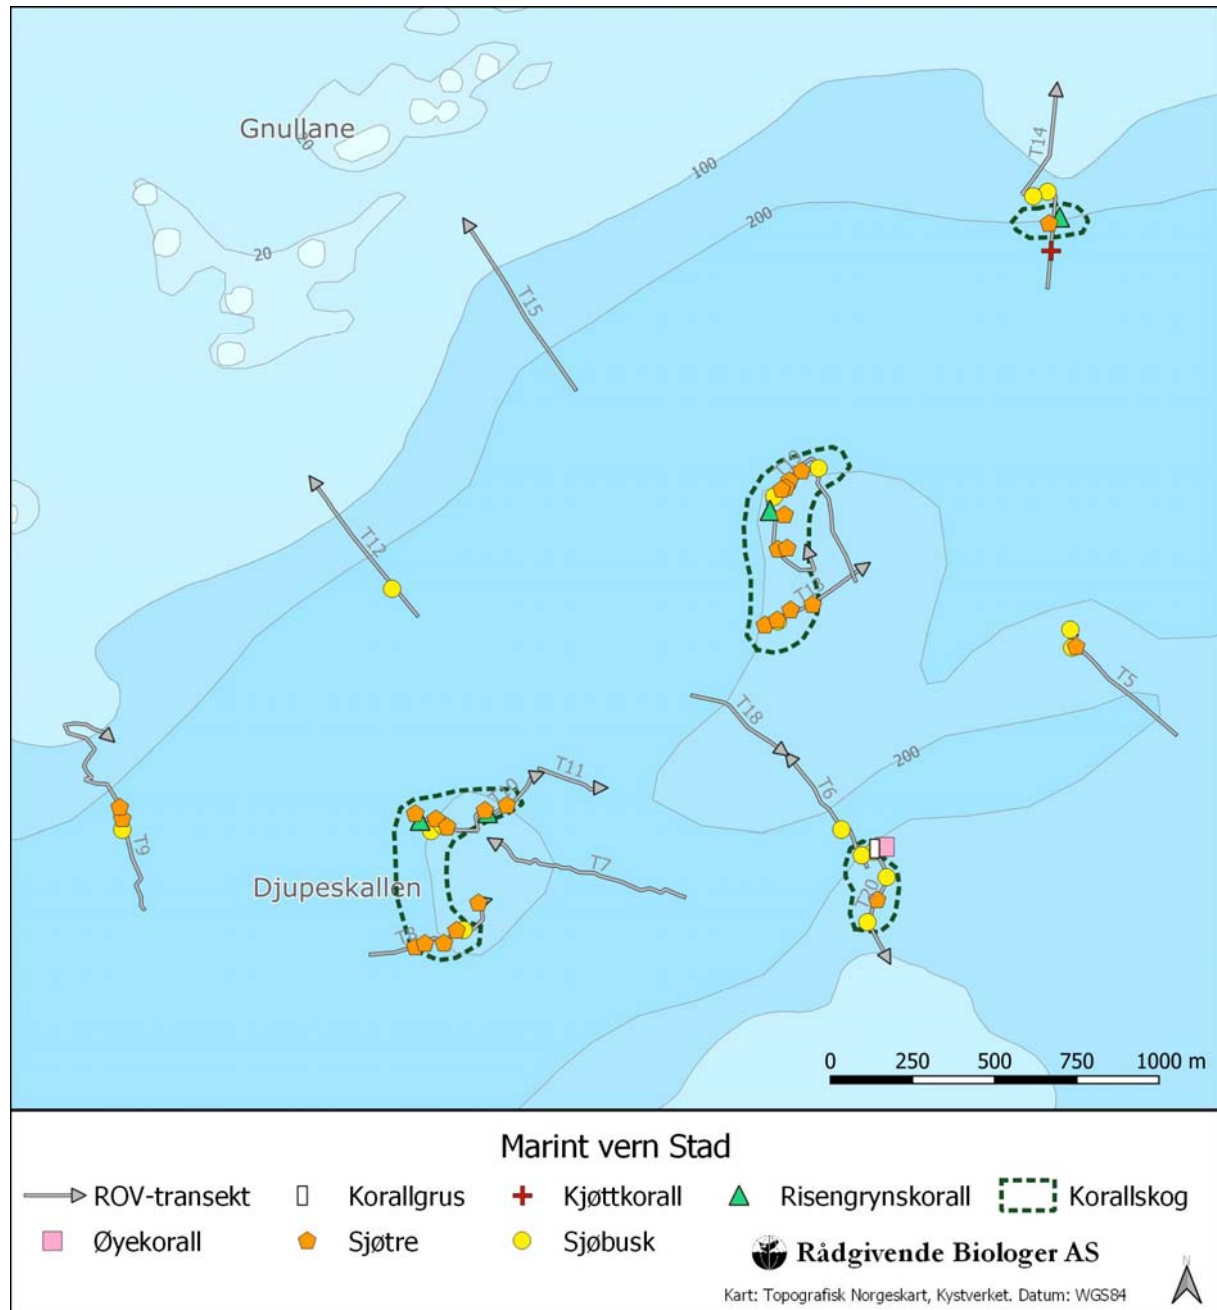 Gnullane
20
20
100
200
T14
T15
T12
T13
T5
T18
T6
200
T11
T7
T9
Djupeskallen
T20
0 250 500 750 1000 m
Marint vern Stad
ROV-transekt Korallgrus Kjøttkorall Risengrynskorall Korallskog
Øyekorall Sjøtre Sjøbusk Rådgivende Biologer AS
Kart: Topografisk Norgeskart, Kystverket. Datum: WGS84
N